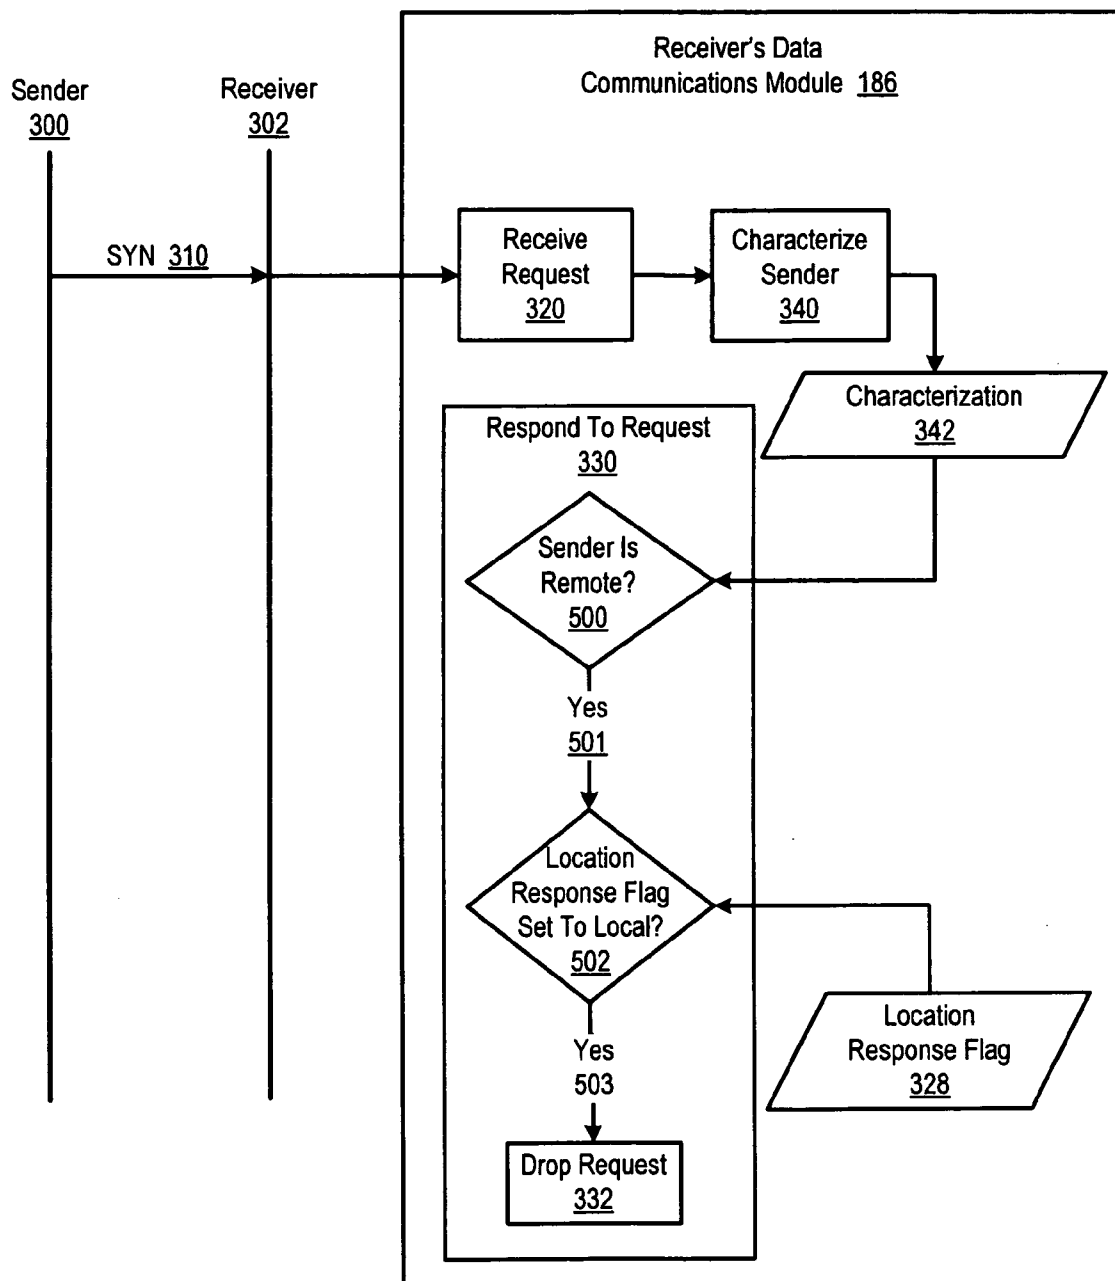 Receiver's Data
Communications Module 186
Sender
300
Receiver
302
SYN 310
Receive
Request
320
Characterize
Sender
340
Characterization
342
Respond To Request
330
Sender Is
Remote?
500
Yes
501
Location
Response Flag
Set To Local?
502
Location
Response Flag
328
Yes
503
Drop Request
332